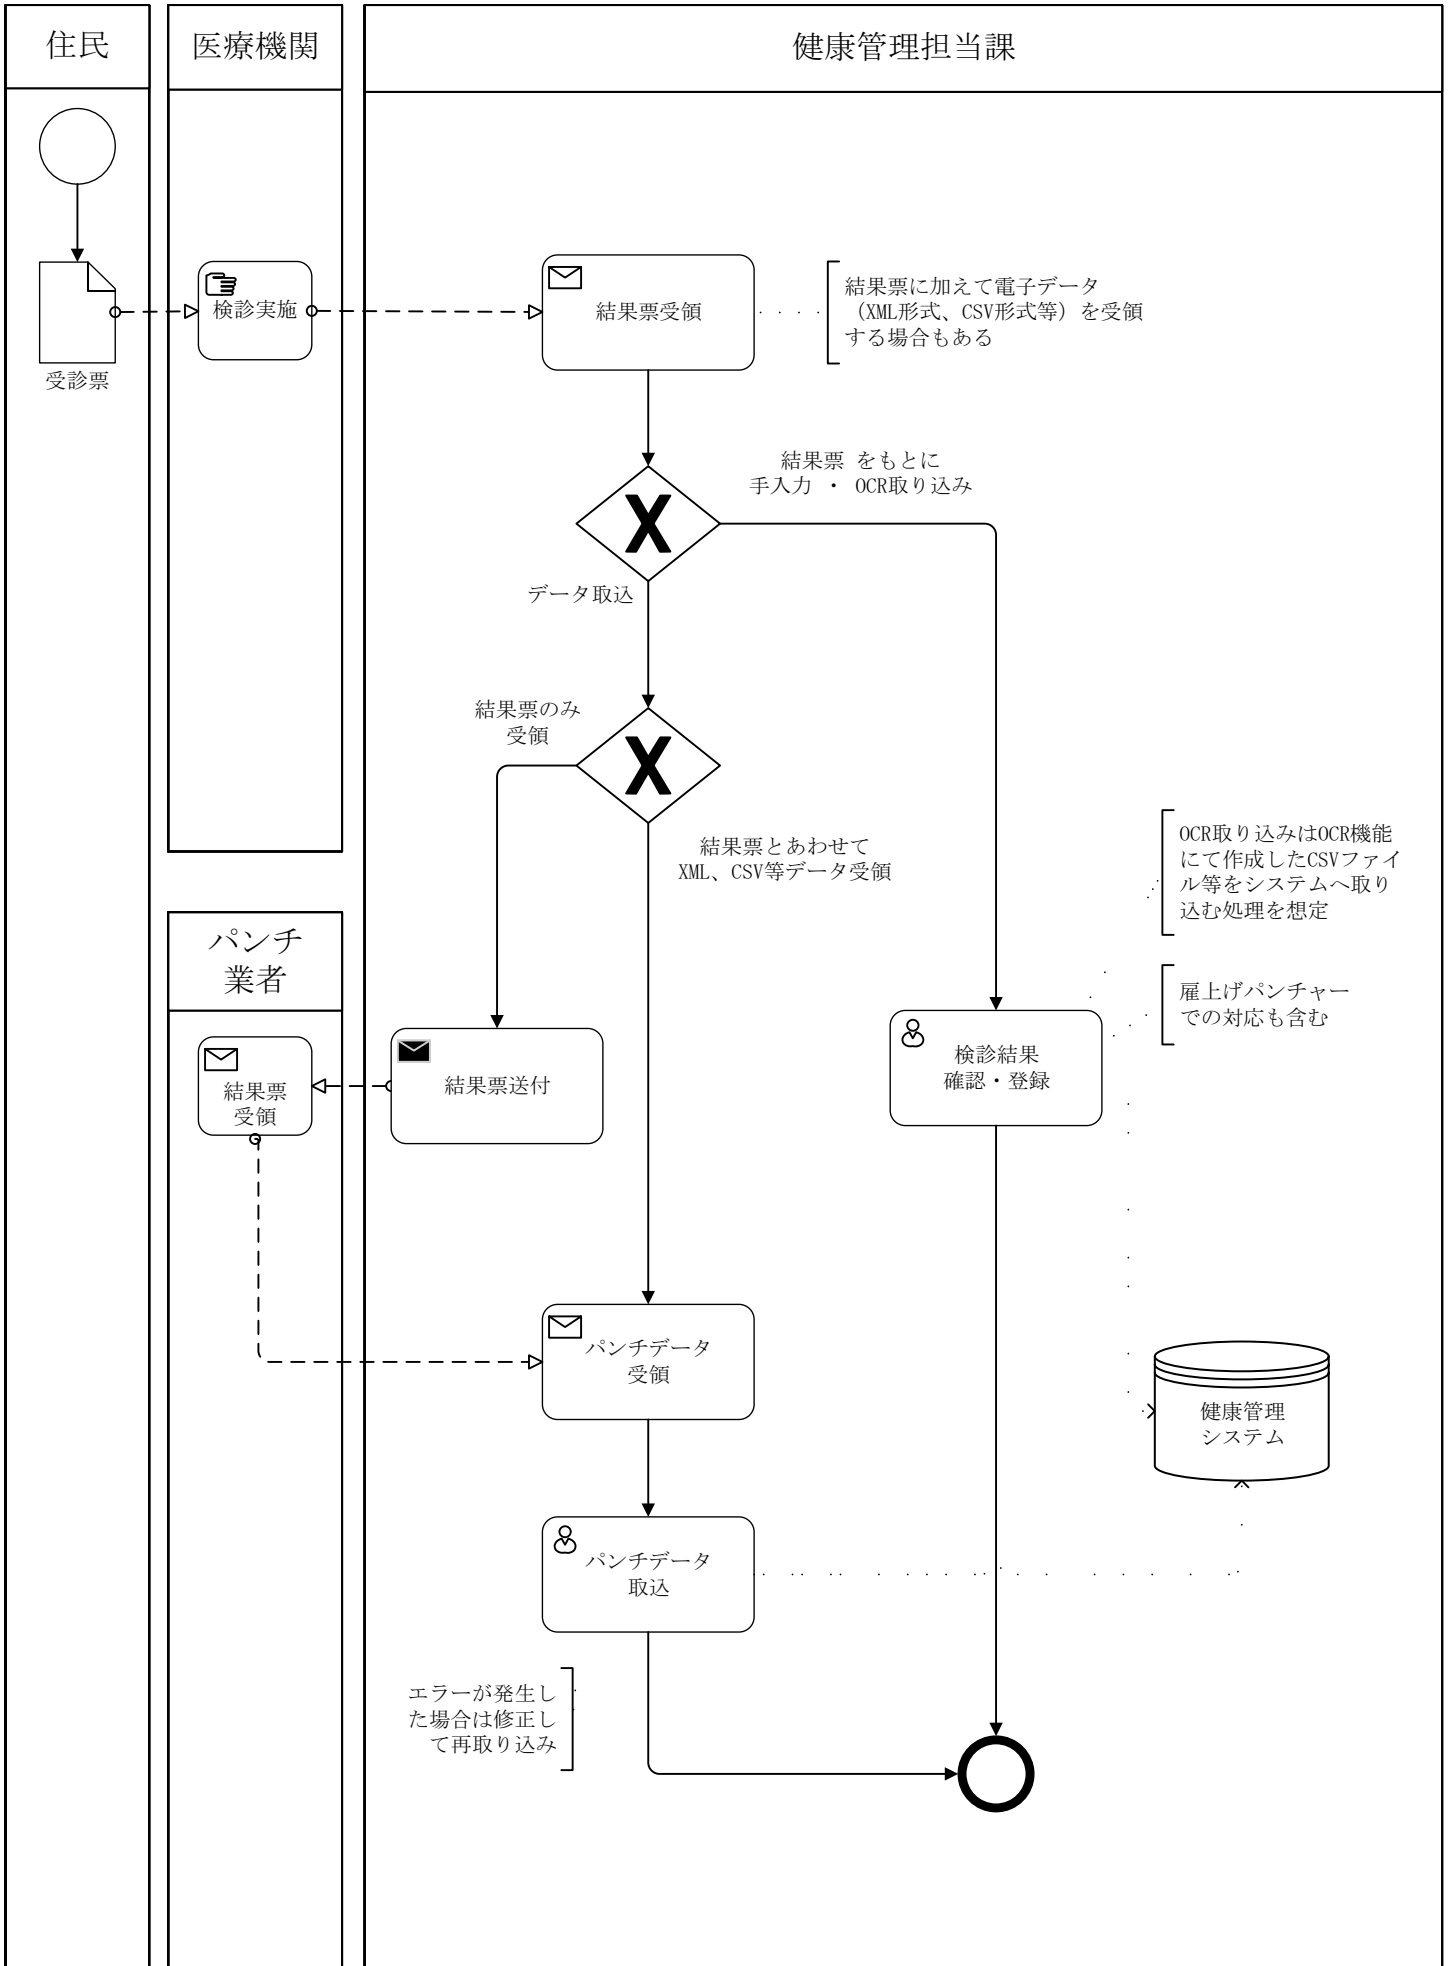 住民
医療機関
健康管理担当課
検診実施
結果票受領
結果票に加えて電子データ
（XML形式、CSV形式等）を受領
する場合もある
受診票
結果票 をもとに
手入力 ・ OCR取り込み
データ取込
結果票のみ
受領
結果票とあわせて
XML、CSV等データ受領
OCR取り込みはOCR機能
にて作成したCSVファイ
ル等をシステムへ取り
込む処理を想定
パンチ
業者
雇上げパンチャー
での対応も含む
結果票
受領
結果票送付
検診結果
確認・登録
パンチデータ
受領
健康管理
システム
パンチデータ
取込
エラーが発生し
た場合は修正し
て再取り込み